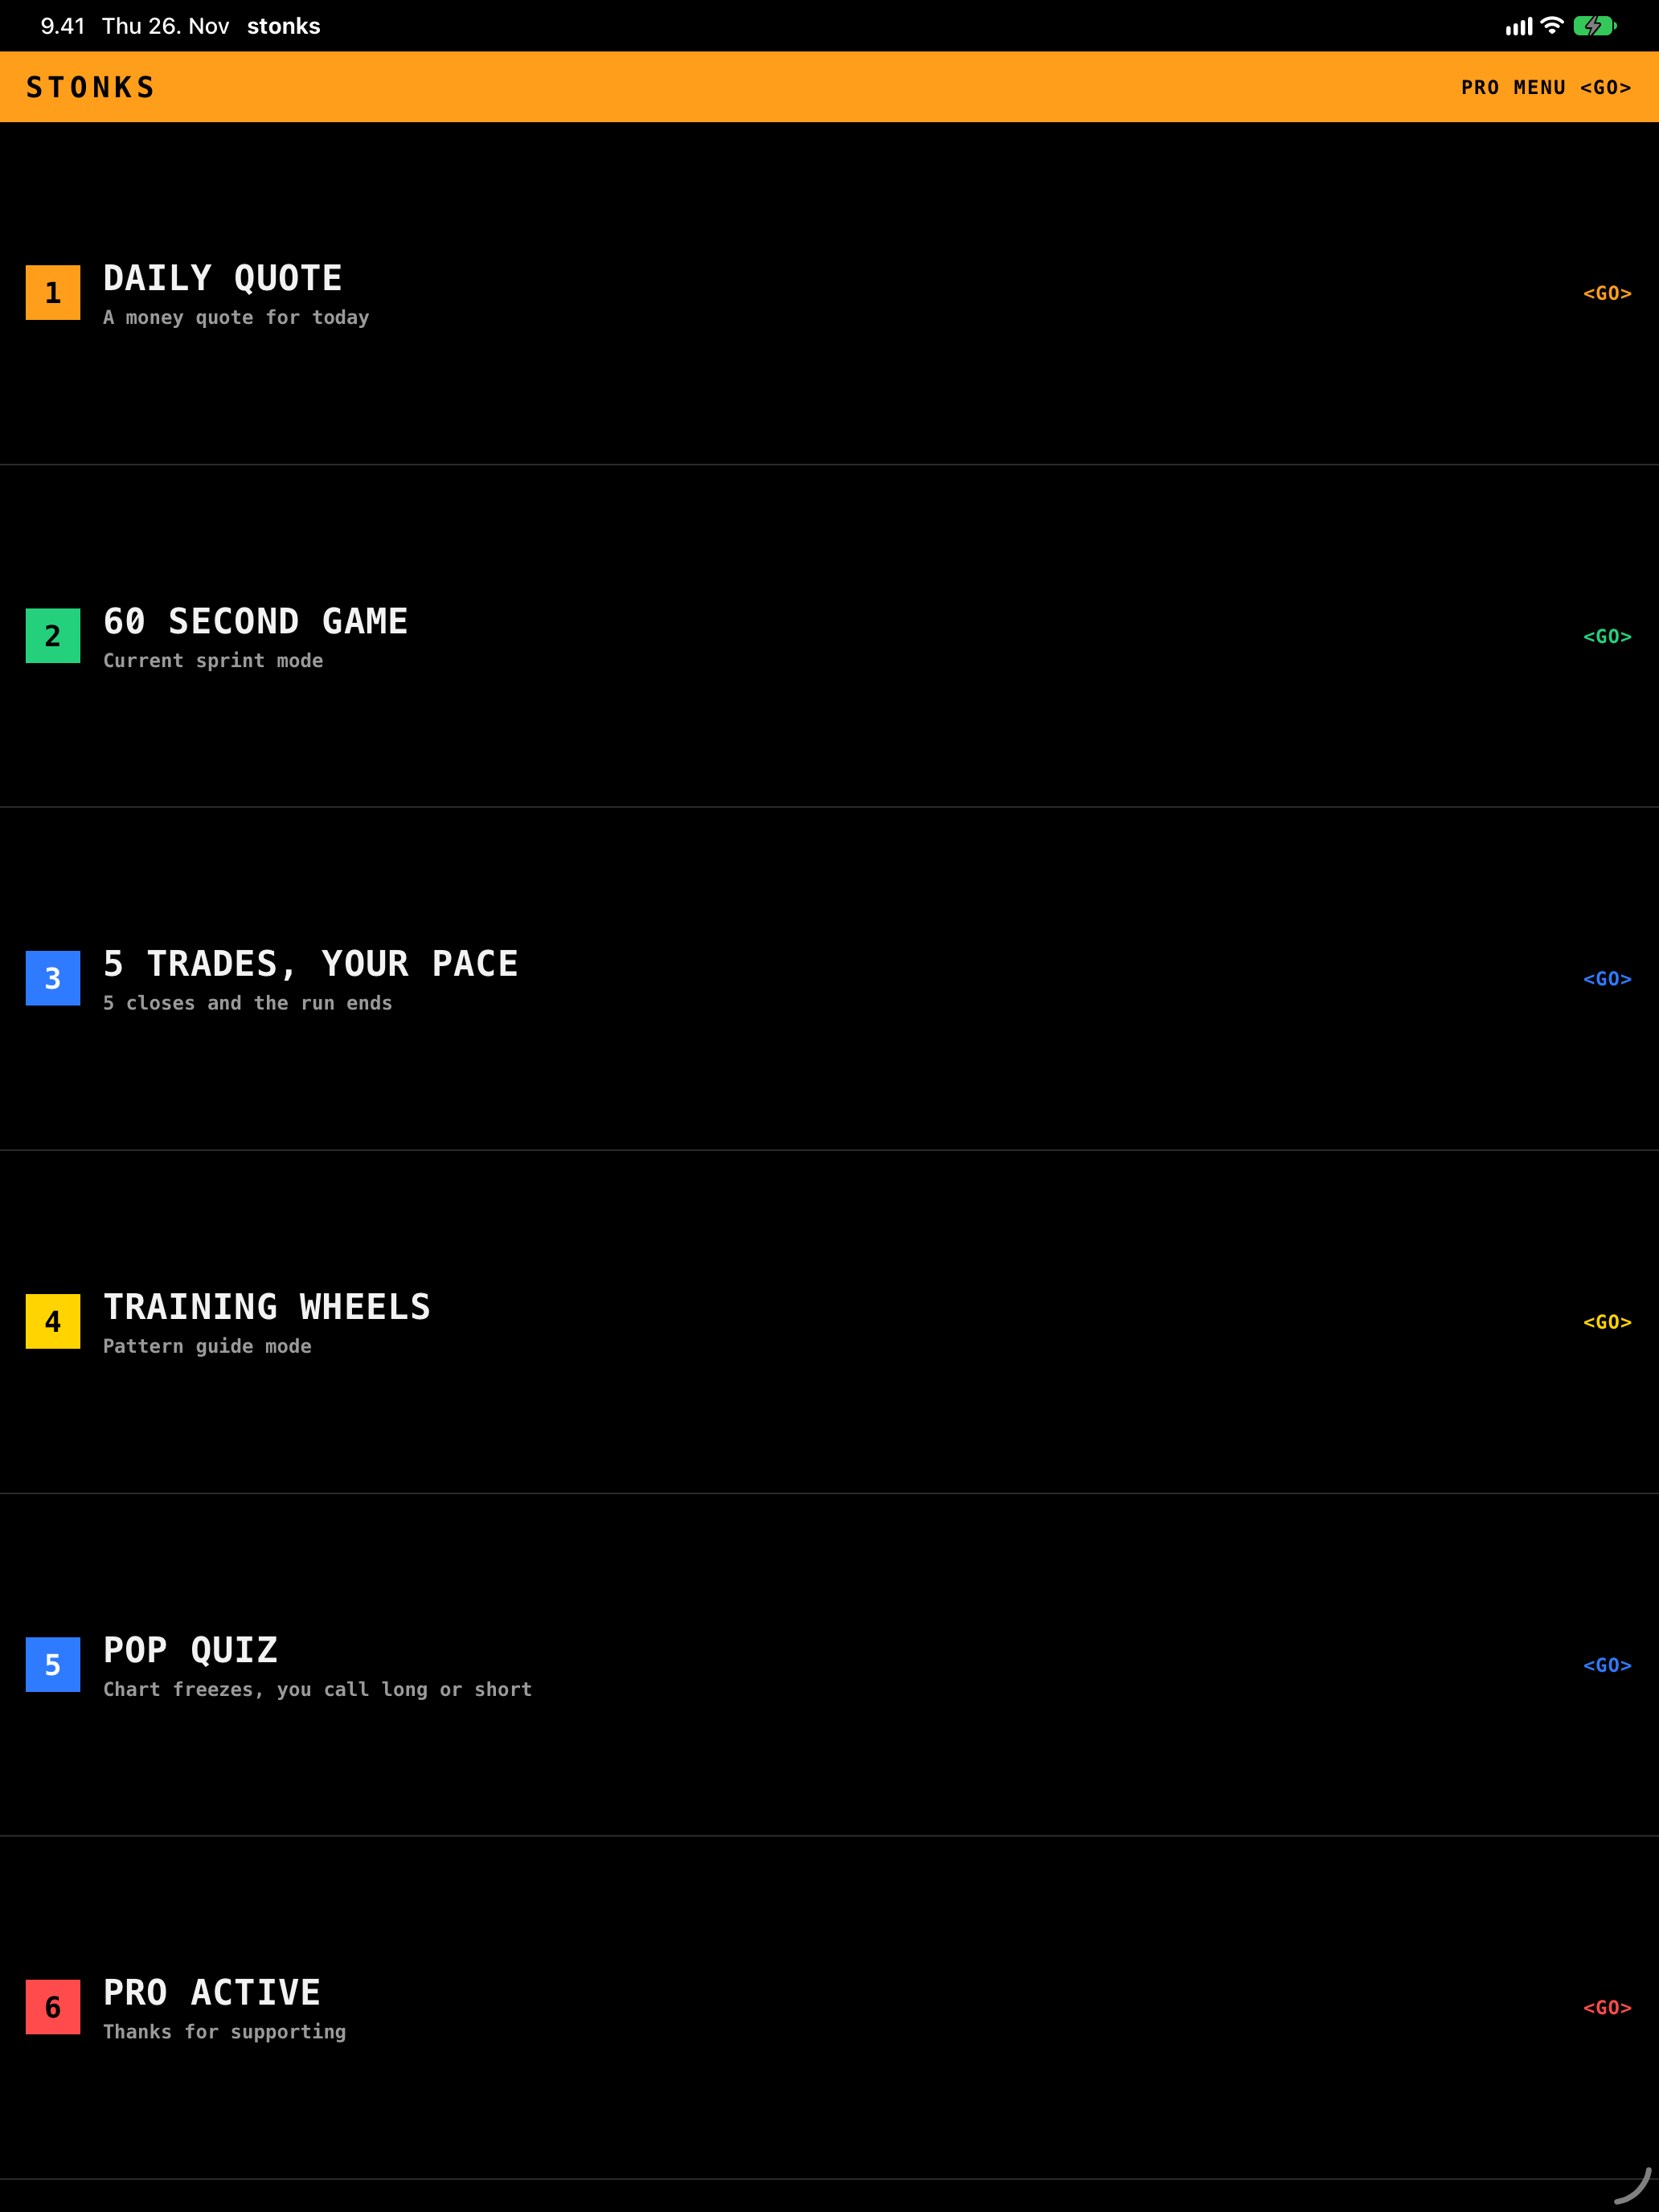 9.41 Thu 26. Nov stonks
STONKS
PRO MENU <GO>
1
DAILY QUOTE
A money quote for today
<GO>
2
60 SECOND GAME
Current sprint mode
<GO>
3
5 TRADES, YOUR PACE
5 closes and the run ends
<GO>
4
TRAINING WHEELS
Pattern guide mode
<GO>
5
POP QUIZ
Chart freezes, you call long or short
<GO>
6
PRO ACTIVE
Thanks for supporting
<GO>